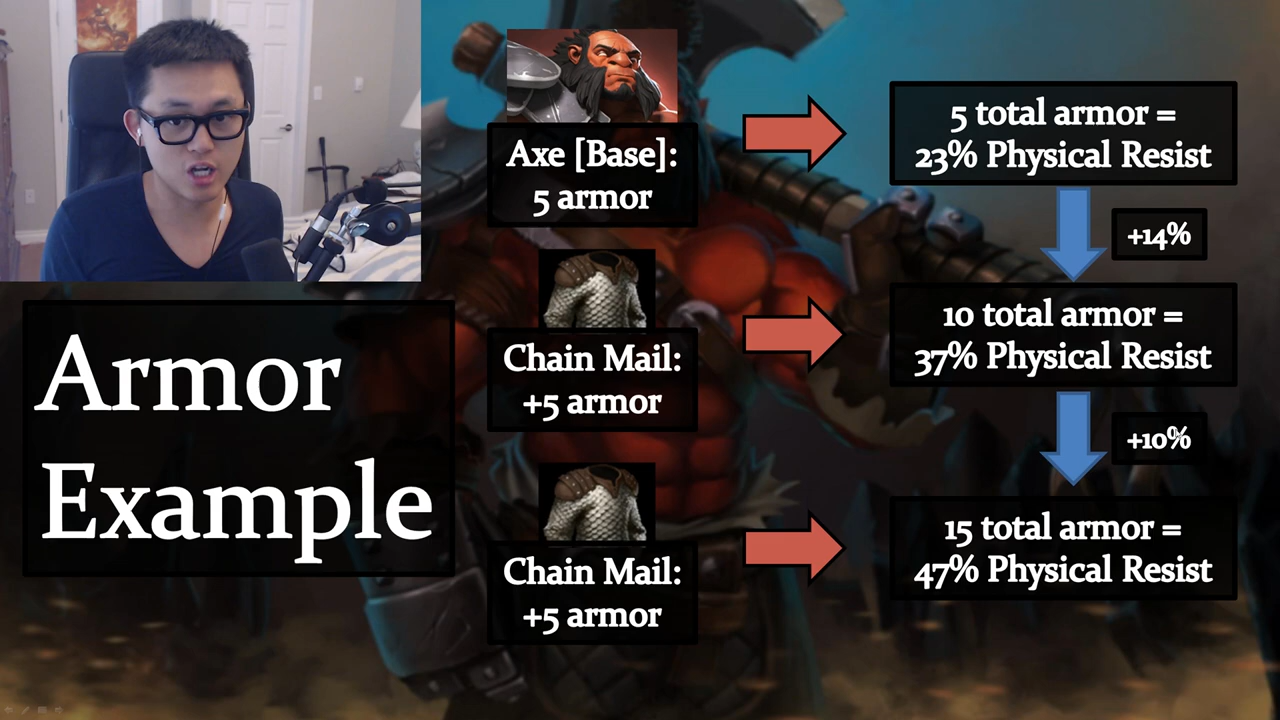 Armor
Example
Axe [Base]:
5 armor
5 total armor =
23% Physical Resist
+14%
Chain Mail:
+5 armor
10 total armor =
37% Physical Resist
+10%
Chain Mail:
+5 armor
15 total armor =
47% Physical Resist